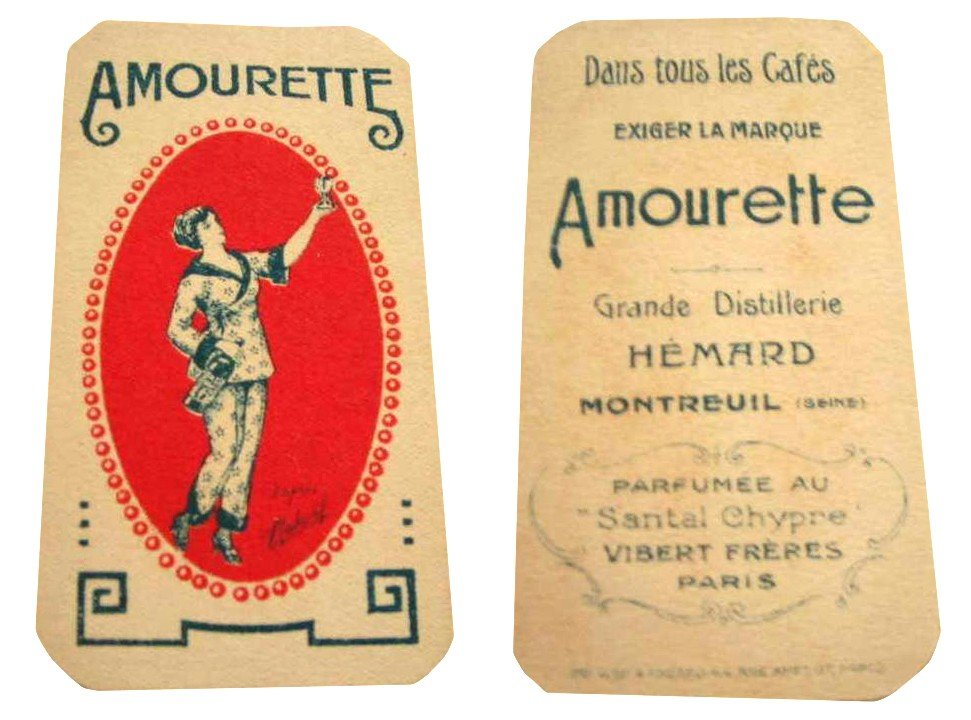 AMOURETTE
d'après
Dans tous les Cafés
EXIGER LA MARQUE
Amourette
Grande Distillerie
HÉMARD
MONTREUIL (SEINE)
PARFUMÉE AU
"Santal Chypre"
VIBERT FRÈRES
PARIS